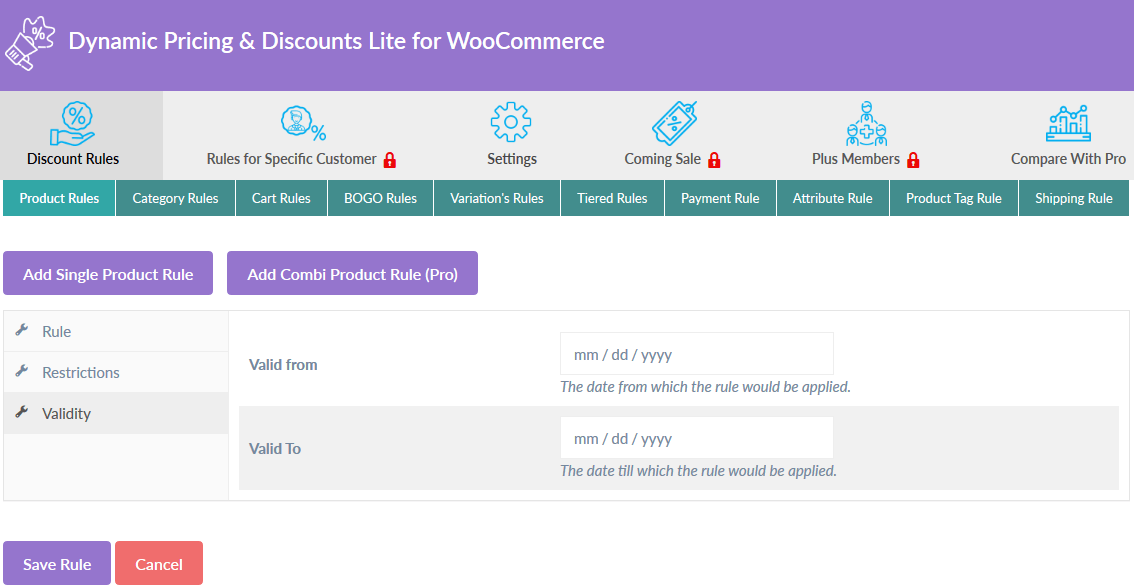 %
Dynamic Pricing & Discounts Lite for WooCommerce
%
%
%
Discount Rules
Rules for Specific Customer
Settings
Coming Sale
Plus Members
Compare With Pro
Product Rules
Category Rules
Cart Rules
BOGO Rules
Variation's Rules
Tiered Rules
Payment Rule
Attribute Rule
Product Tag Rule
Shipping Rule
Add Single Product Rule
Add Combi Product Rule (Pro)
Rule
Restrictions
Validity
Valid from
mm / dd / yyyy
The date from which the rule would be applied.
Valid To
mm / dd / yyyy
The date till which the rule would be applied.
Save Rule
Cancel